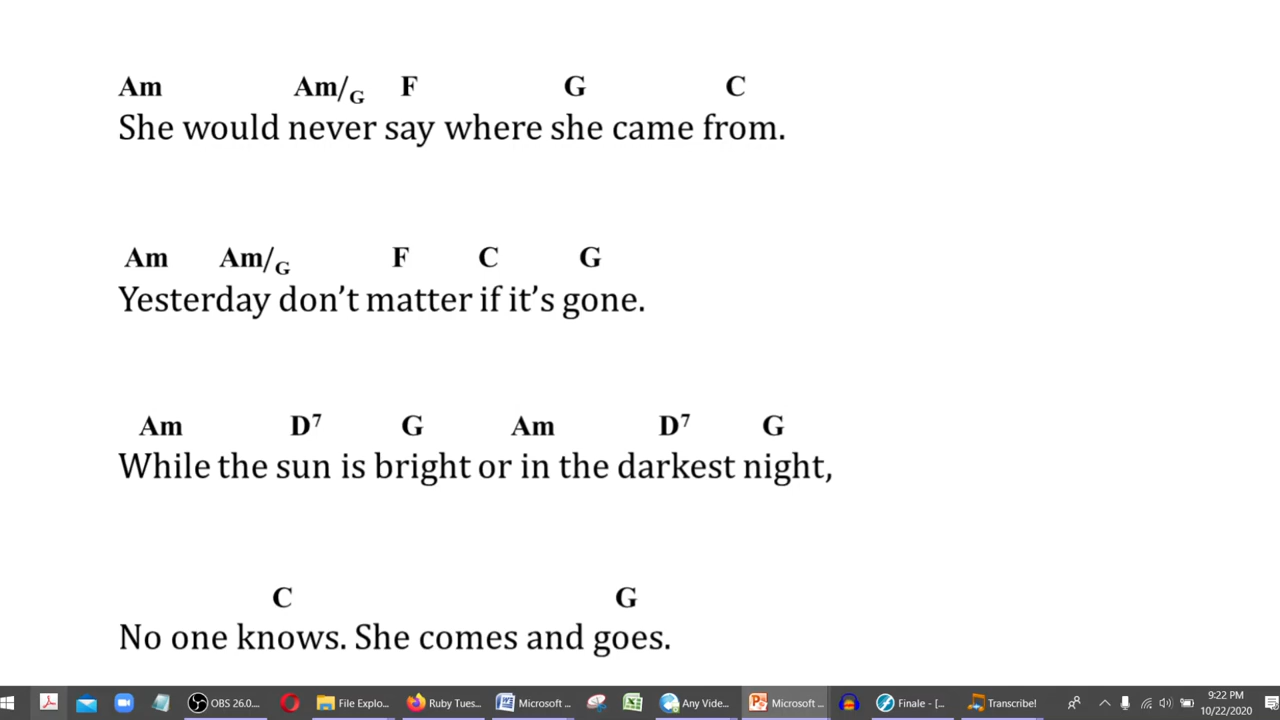 Am Am/G F G C
She would never say where she came from.
Am Am/G F C G
Yesterday don’t matter if it’s gone.
Am D7 G Am D7 G
While the sun is bright or in the darkest night,
C G
No one knows. She comes and goes.
OBS 26.0.... File Explo... Ruby Tues... Microsoft ... Any Vide... Microsoft ... Finale - [... Transcribe! 9:22 PM
10/22/2020